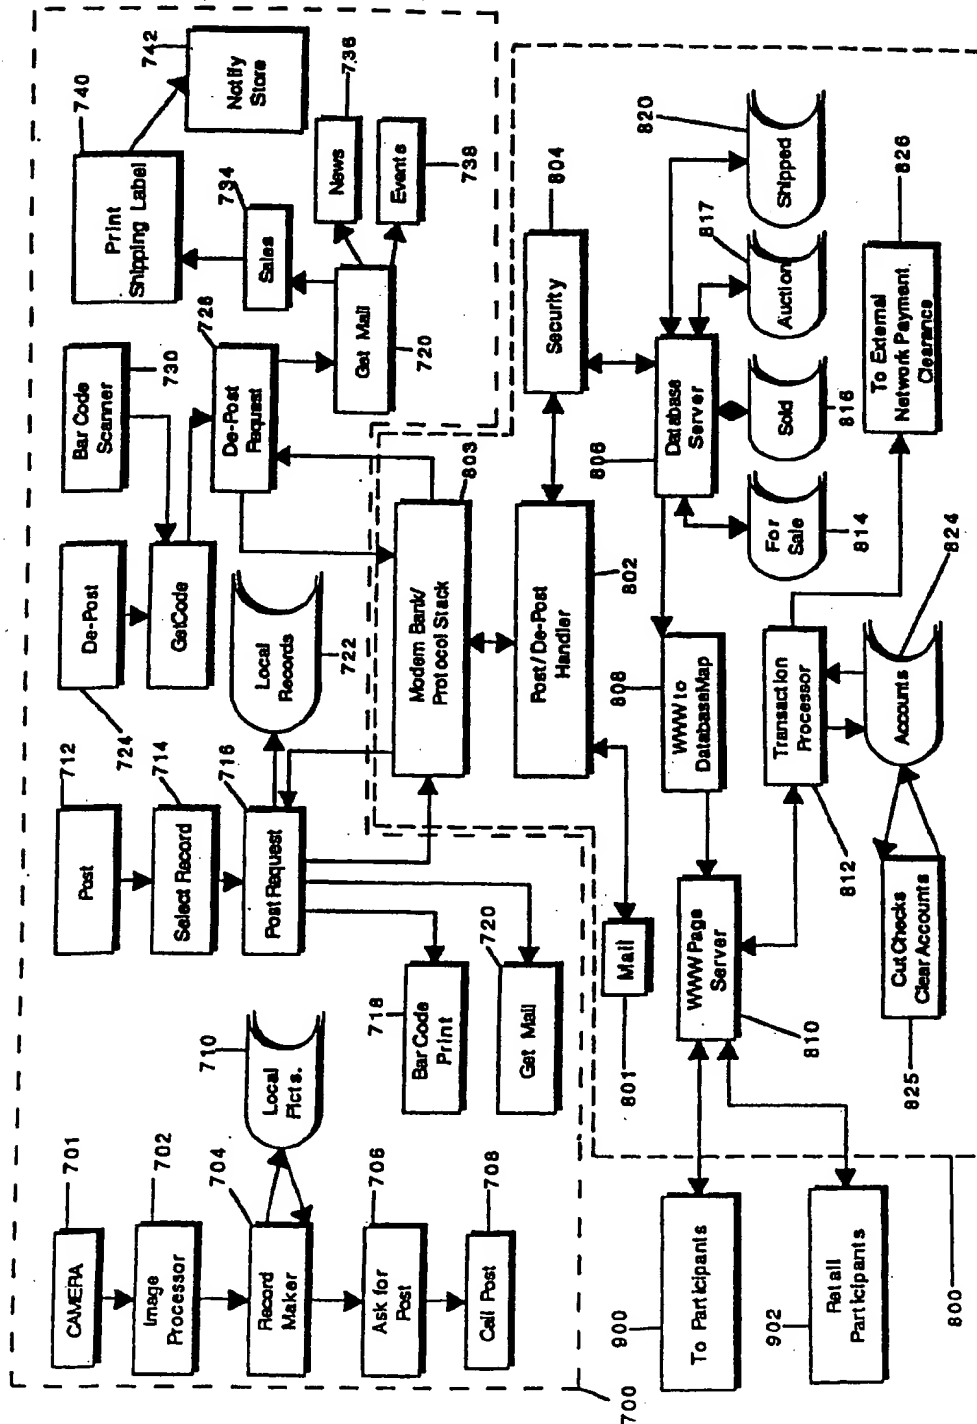 701
CAMERA
702
Image
Processor
704
Record
Maker
710
Local
Picts.
706
Ask for
Post
708
Call Post
712
Post
714
Select Record
716
Post Request
722
Local
Records
718
Bar Code
Print
720
Get Mail
724
De-Post
GetCode
730
Bar Code
Scanner
728
De-Post
Request
740
Print
Shipping Label
742
Notify
Store
734
Sales
736
News
738
Events
Get Mail
720
700
803
Modem Bank/
Protocol Stack
802
Post/De-Post
Handler
804
Security
801
Mail
806
Database
Server
808
WWW to
DatabaseMap
WWW Page
Server
810
For
Sale
814
Sold
816
Auction
817
Shipped
820
Transaction
Processor
812
Accounts
824
Cut Checks
Clear Accounts
825
To External
Network Payment
Clearance
826
900
To Participants
902
Retail
Participants
800